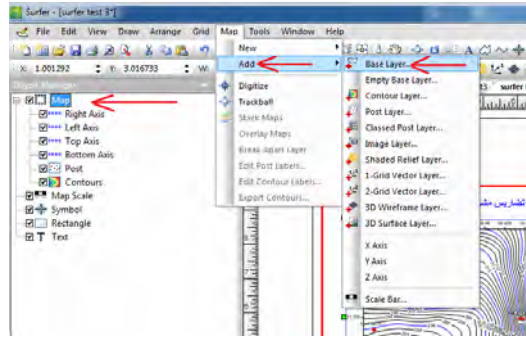 Surfer - [surfer test 3*]
File Edit View Draw Arrange Grid Map Tools Window Help
X: 1.001292 Y: 3.016733 W:
New
Add
Digitize
Trackball
Stack Maps
Overlay Maps
Break Apart Layer
Edit Post Labels...
Edit Contour Labels...
Export Contours...
Base Layer...
Empty Base Layer...
Contour Layer...
Post Layer...
Classed Post Layer...
Image Layer...
Shaded Relief Layer...
1-Grid Vector Layer...
2-Grid Vector Layer...
3D Wireframe Layer...
3D Surface Layer...
X Axis
Y Axis
Z Axis
Scale Bar...
Map
Right Axis
Left Axis
Top Axis
Bottom Axis
Post
Contours
Map Scale
Symbol
Rectangle
Text
تضاريس